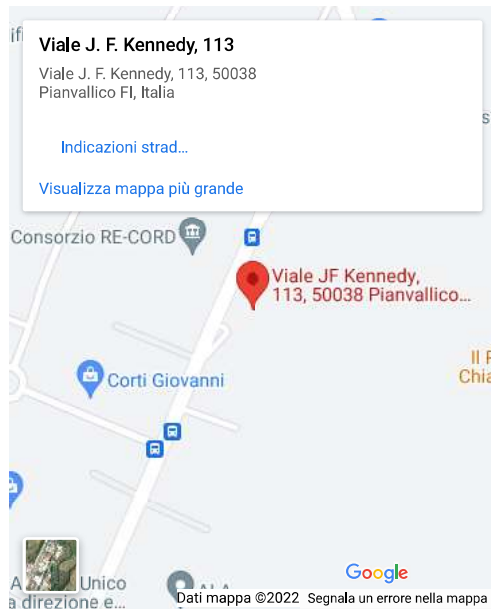 Viale J. F. Kennedy, 113
Viale J. F. Kennedy, 113, 50038
Pianvallico FI, Italia
Indicazioni strad...
Visualizza mappa più grande
Consorzio RE-CORD
Viale JF Kennedy,
113, 50038 Pianvallico...
Il
Corti Giovanni
Unico
a direzione e...
Google
Dati mappa ©2022 Segnala un errore nella mappa